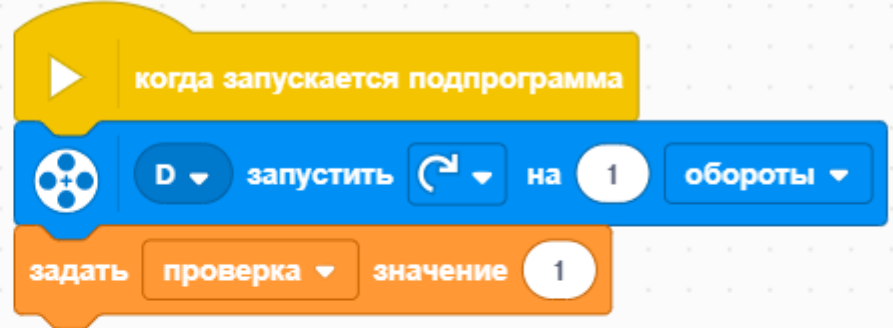 когда запускается подпрограмма
D запустить на 1 обороты
задать проверка значение 1